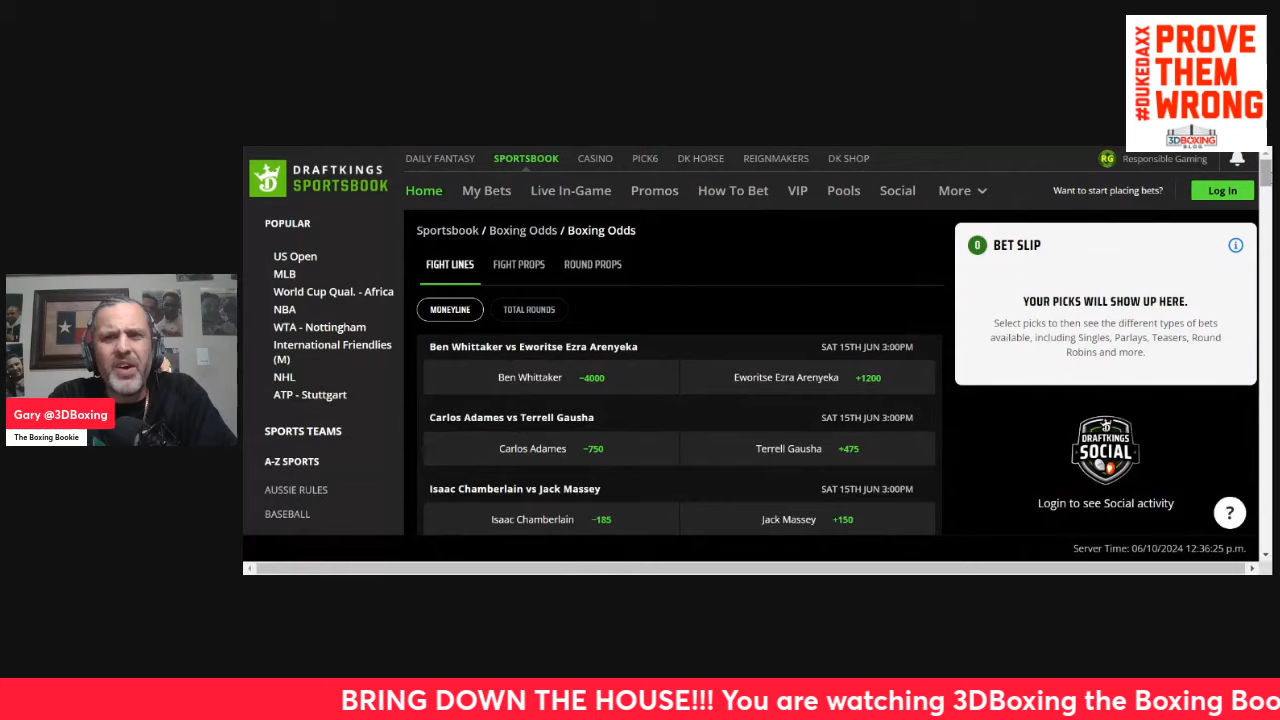 #DUKEDAXX
PROVE
THEM
WRONG
3DBOXING
BLOG
DRAFTKINGS
SPORTSBOOK
DAILY FANTASY SPORTSBOOK CASINO PICK6 DK HORSE REIGNMAKERS DK SHOP
RG Responsible Gaming
Home My Bets Live In-Game Promos How To Bet VIP Pools Social More
Want to start placing bets? Log In
POPULAR
US Open
MLB
World Cup Qual. - Africa
NBA
WTA - Nottingham
International Friendlies
(M)
NHL
ATP - Stuttgart
SPORTS TEAMS
A-Z SPORTS
AUSSIE RULES
BASEBALL
Sportsbook / Boxing Odds / Boxing Odds
FIGHT LINES FIGHT PROPS ROUND PROPS
MONEYLINE TOTAL ROUNDS
Ben Whittaker vs Eworitse Ezra Arenyeka SAT 15TH JUN 3:00PM
Ben Whittaker −4000 Eworitse Ezra Arenyeka +1200
Carlos Adames vs Terrell Gausha SAT 15TH JUN 3:00PM
Carlos Adames −750 Terrell Gausha +475
Isaac Chamberlain vs Jack Massey SAT 15TH JUN 3:00PM
Isaac Chamberlain −185 Jack Massey +150
0 BET SLIP
YOUR PICKS WILL SHOW UP HERE.
Select picks to then see the different types of bets
available, including Singles, Parlays, Teasers, Round
Robins and more.
DRAFTKINGS
SOCIAL
Login to see Social activity
?
Server Time: 06/10/2024 12:36:25 p.m.
Gary @3DBoxing
The Boxing Bookie
BRING DOWN THE HOUSE!!! You are watching 3DBoxing the Boxing Boo